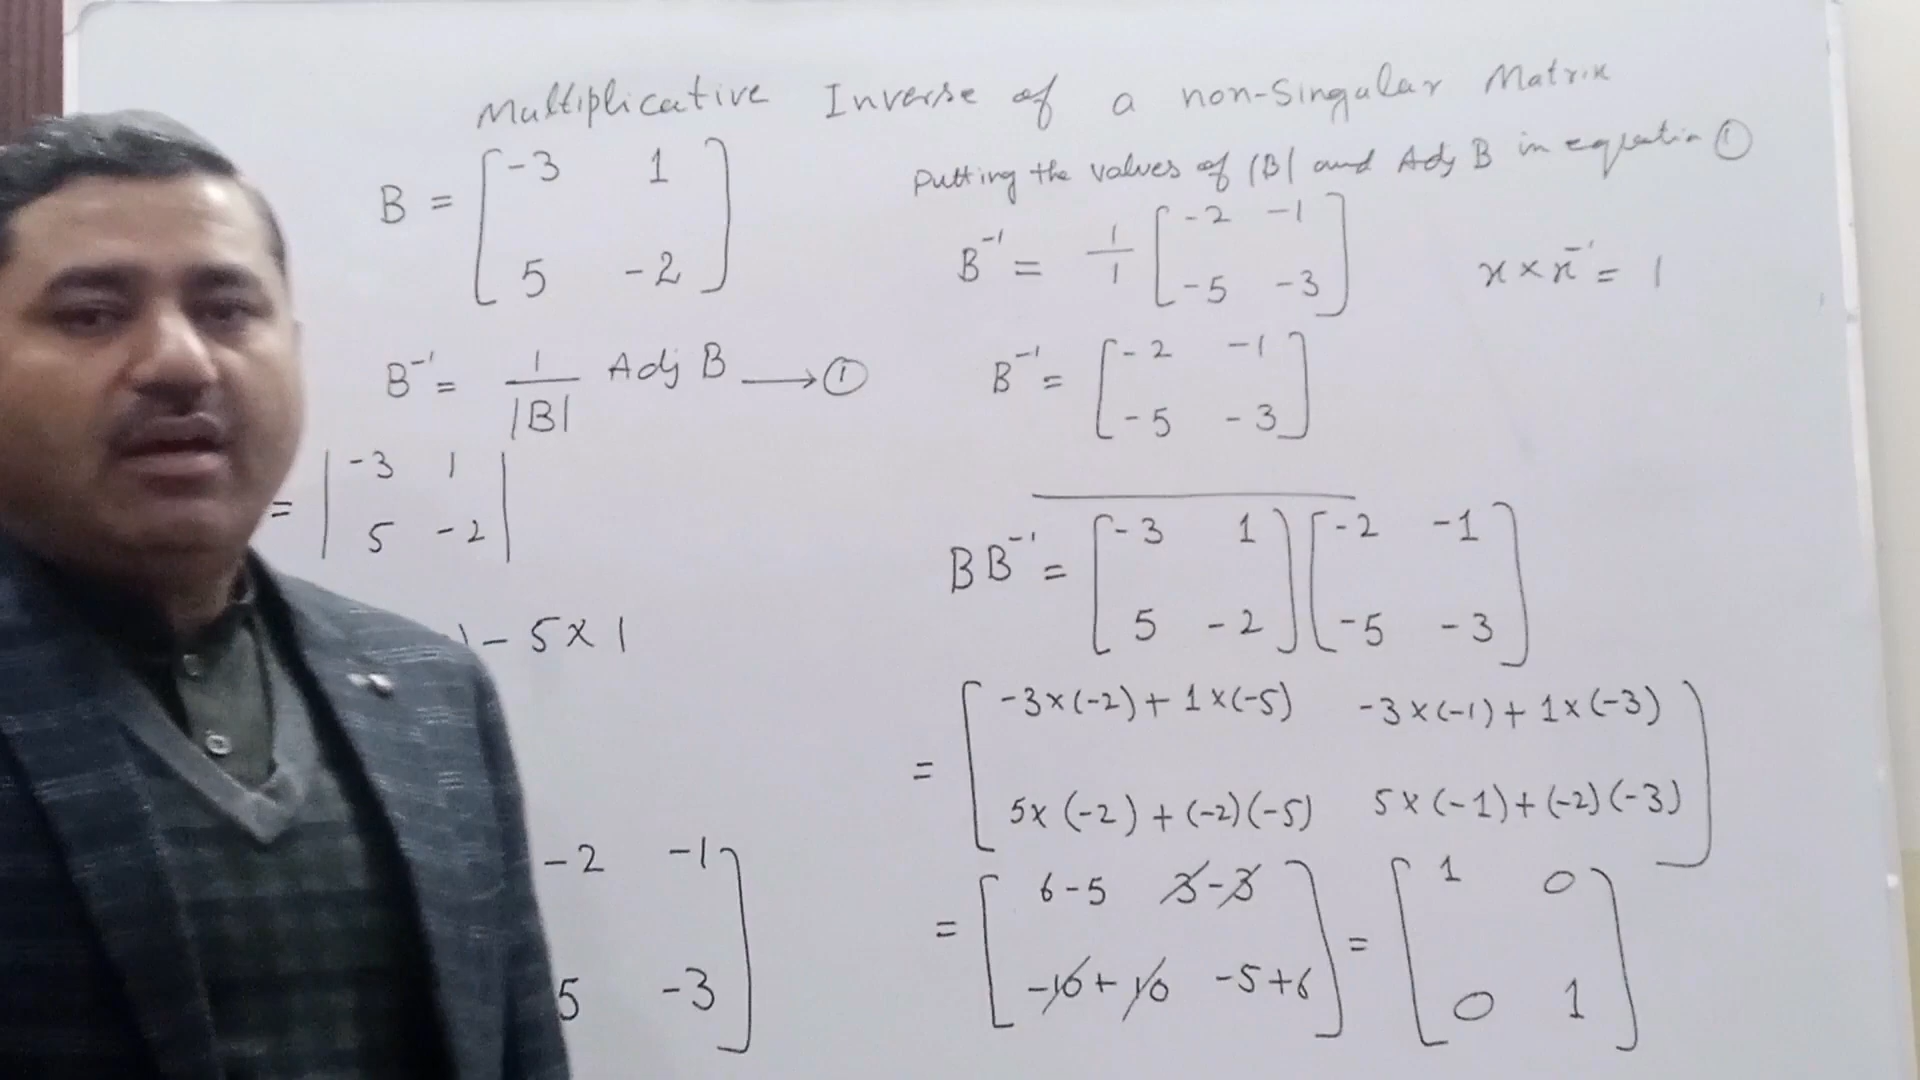 Multiplicative Inverse of a non-singular Matrix
B = [ -3 1
5 -2 ]
B⁻¹ = 1/|B| Adj B → ①
= | -3 1
5 -2 |
) - 5 × 1
-2 -1
5 -3 ]
Putting the values of |B| and Adj B in equatin ①
B⁻¹ = 1/1 [ -2 -1
-5 -3 ]
x × x⁻¹ = 1
B⁻¹ = [ -2 -1
-5 -3 ]
B B⁻¹ = [ -3 1 ] [ -2 -1 ]
[ 5 -2 ] [ -5 -3 ]
= [ -3×(-2) + 1×(-5) -3×(-1) + 1×(-3)
5×(-2) + (-2)(-5) 5×(-1) + (-2)(-3) ]
= [ 6-5 3-3 ] = [ 1 0 ]
[ -10+10 -5+6 ] [ 0 1 ]